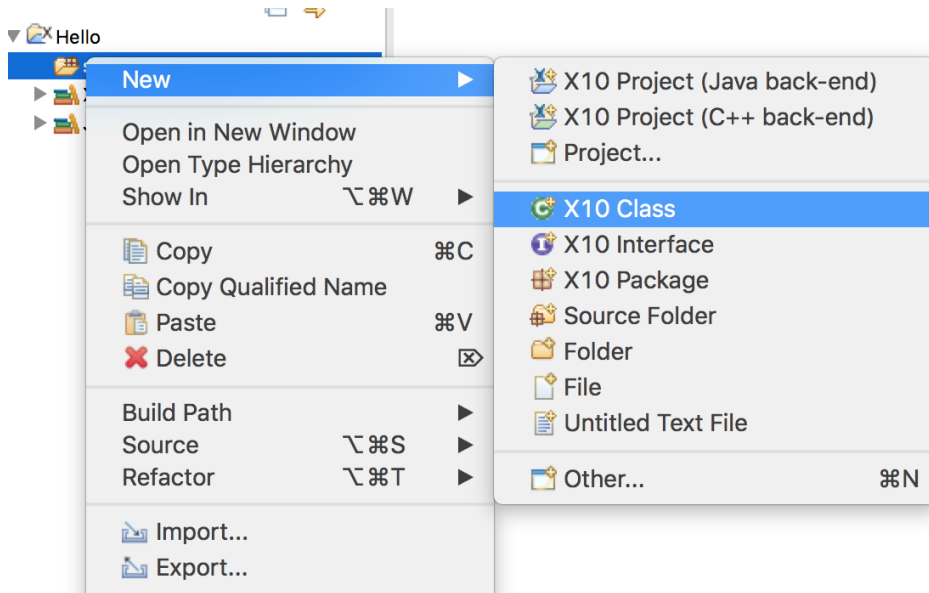 Hello
New
Open in New Window
Open Type Hierarchy
Show In ⌥⌘W
Copy ⌘C
Copy Qualified Name
Paste ⌘V
Delete ⌦
Build Path
Source ⌥⌘S
Refactor ⌥⌘T
Import...
Export...
X10 Project (Java back-end)
X10 Project (C++ back-end)
Project...
X10 Class
X10 Interface
X10 Package
Source Folder
Folder
File
Untitled Text File
Other... ⌘N